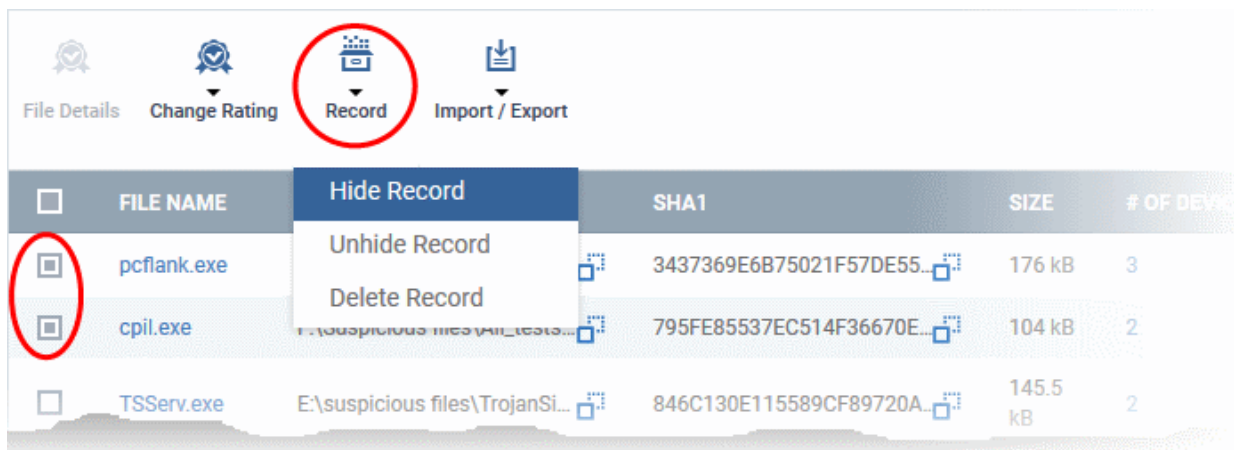 File Details Change Rating Record Import / Export
Hide Record
FILE NAME SHA1 SIZE # OF DEVIC
Unhide Record
pcflank.exe 3437369E6B75021F57DE55... 176 kB 3
Delete Record
cpil.exe 795FE85537EC514F36670E... 104 kB 2
TSServ.exe E:\suspicious files\TrojanSi... 846C130E115589CF89720A... 145.5 kB 2